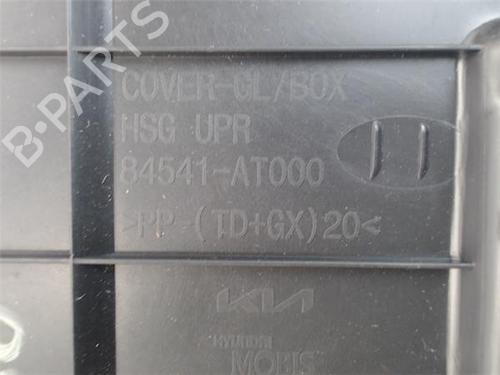 COVER-GL/BOX
HSG UPR
84541-AT000
>PP-(TD+GX)20<
KIA
HYUNDAI
MOBIS
B-PARTS